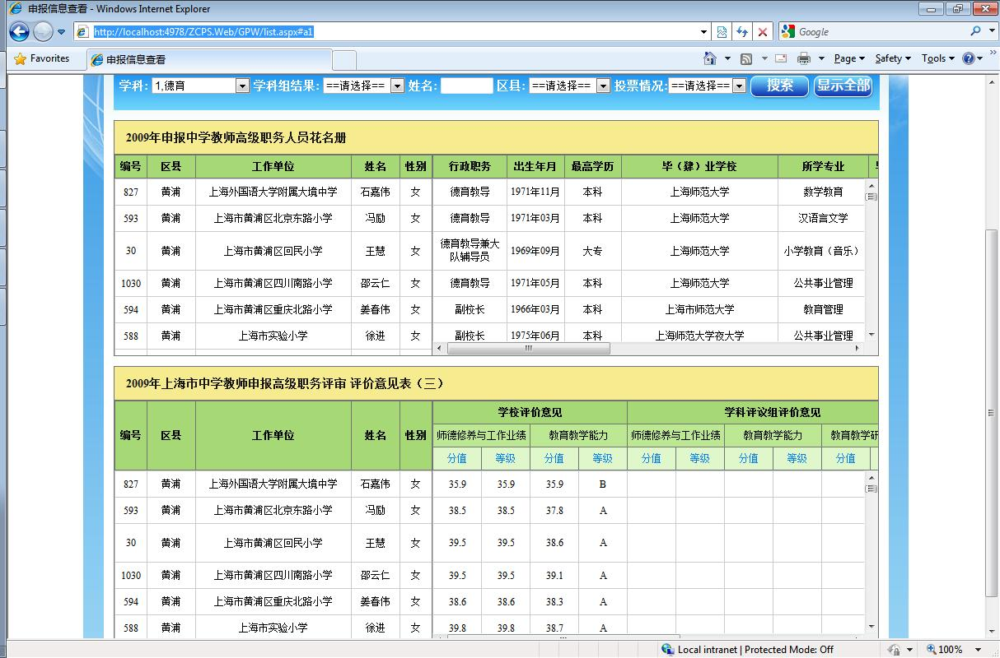 申报信息查看 - Windows Internet Explorer
http://localhost:4978/ZCPS.Web/GPW/list.aspx#a1
Google
Favorites 申报信息查看 Page Safety Tools
学科: 1,德育 学科组结果: ==请选择== 姓名: 区县: ==请选择== 投票情况: ==请选择== 搜索 显示全部
2009年申报中学教师高级职务人员花名册
编号 区县 工作单位 姓名 性别 行政职务 出生年月 最高学历 毕（肄）业学校 所学专业
827 黄浦 上海外国语大学附属大境中学 石嘉伟 女 德育教导 1971年11月 本科 上海师范大学 数学教育
593 黄浦 上海市黄浦区北京东路小学 冯励 女 德育教导 1971年03月 本科 上海师范大学 汉语言文学
30 黄浦 上海市黄浦区回民小学 王慧 女 德育教导兼大队辅导员 1969年09月 大专 上海师范大学 小学教育（音乐）
1030 黄浦 上海市黄浦区四川南路小学 邵云仁 女 德育教导 1971年05月 本科 上海师范大学 公共事业管理
594 黄浦 上海市黄浦区重庆北路小学 姜春伟 女 副校长 1966年03月 本科 上海市师范大学 教育管理
588 黄浦 上海市实验小学 徐进 女 副校长 1975年06月 本科 上海师范大学夜大学 公共事业管理
2009年上海市中学教师申报高级职务评审 评价意见表（三）
学校评价意见 学科评议组评价意见
编号 区县 工作单位 姓名 性别 师德修养与工作业绩 教育教学能力 师德修养与工作业绩 教育教学能力 教育教学研
分值 等级 分值 等级 分值 等级 分值 等级 分值
827 黄浦 上海外国语大学附属大境中学 石嘉伟 女 35.9 35.9 35.9 B
593 黄浦 上海市黄浦区北京东路小学 冯励 女 38.5 38.5 37.8 A
30 黄浦 上海市黄浦区回民小学 王慧 女 39.5 39.5 38.6 A
1030 黄浦 上海市黄浦区四川南路小学 邵云仁 女 39.5 39.5 39.1 A
594 黄浦 上海市黄浦区重庆北路小学 姜春伟 女 38.6 38.6 38.3 A
588 黄浦 上海市实验小学 徐进 女 39.8 39.8 38.7 A
Local intranet | Protected Mode: Off 100%